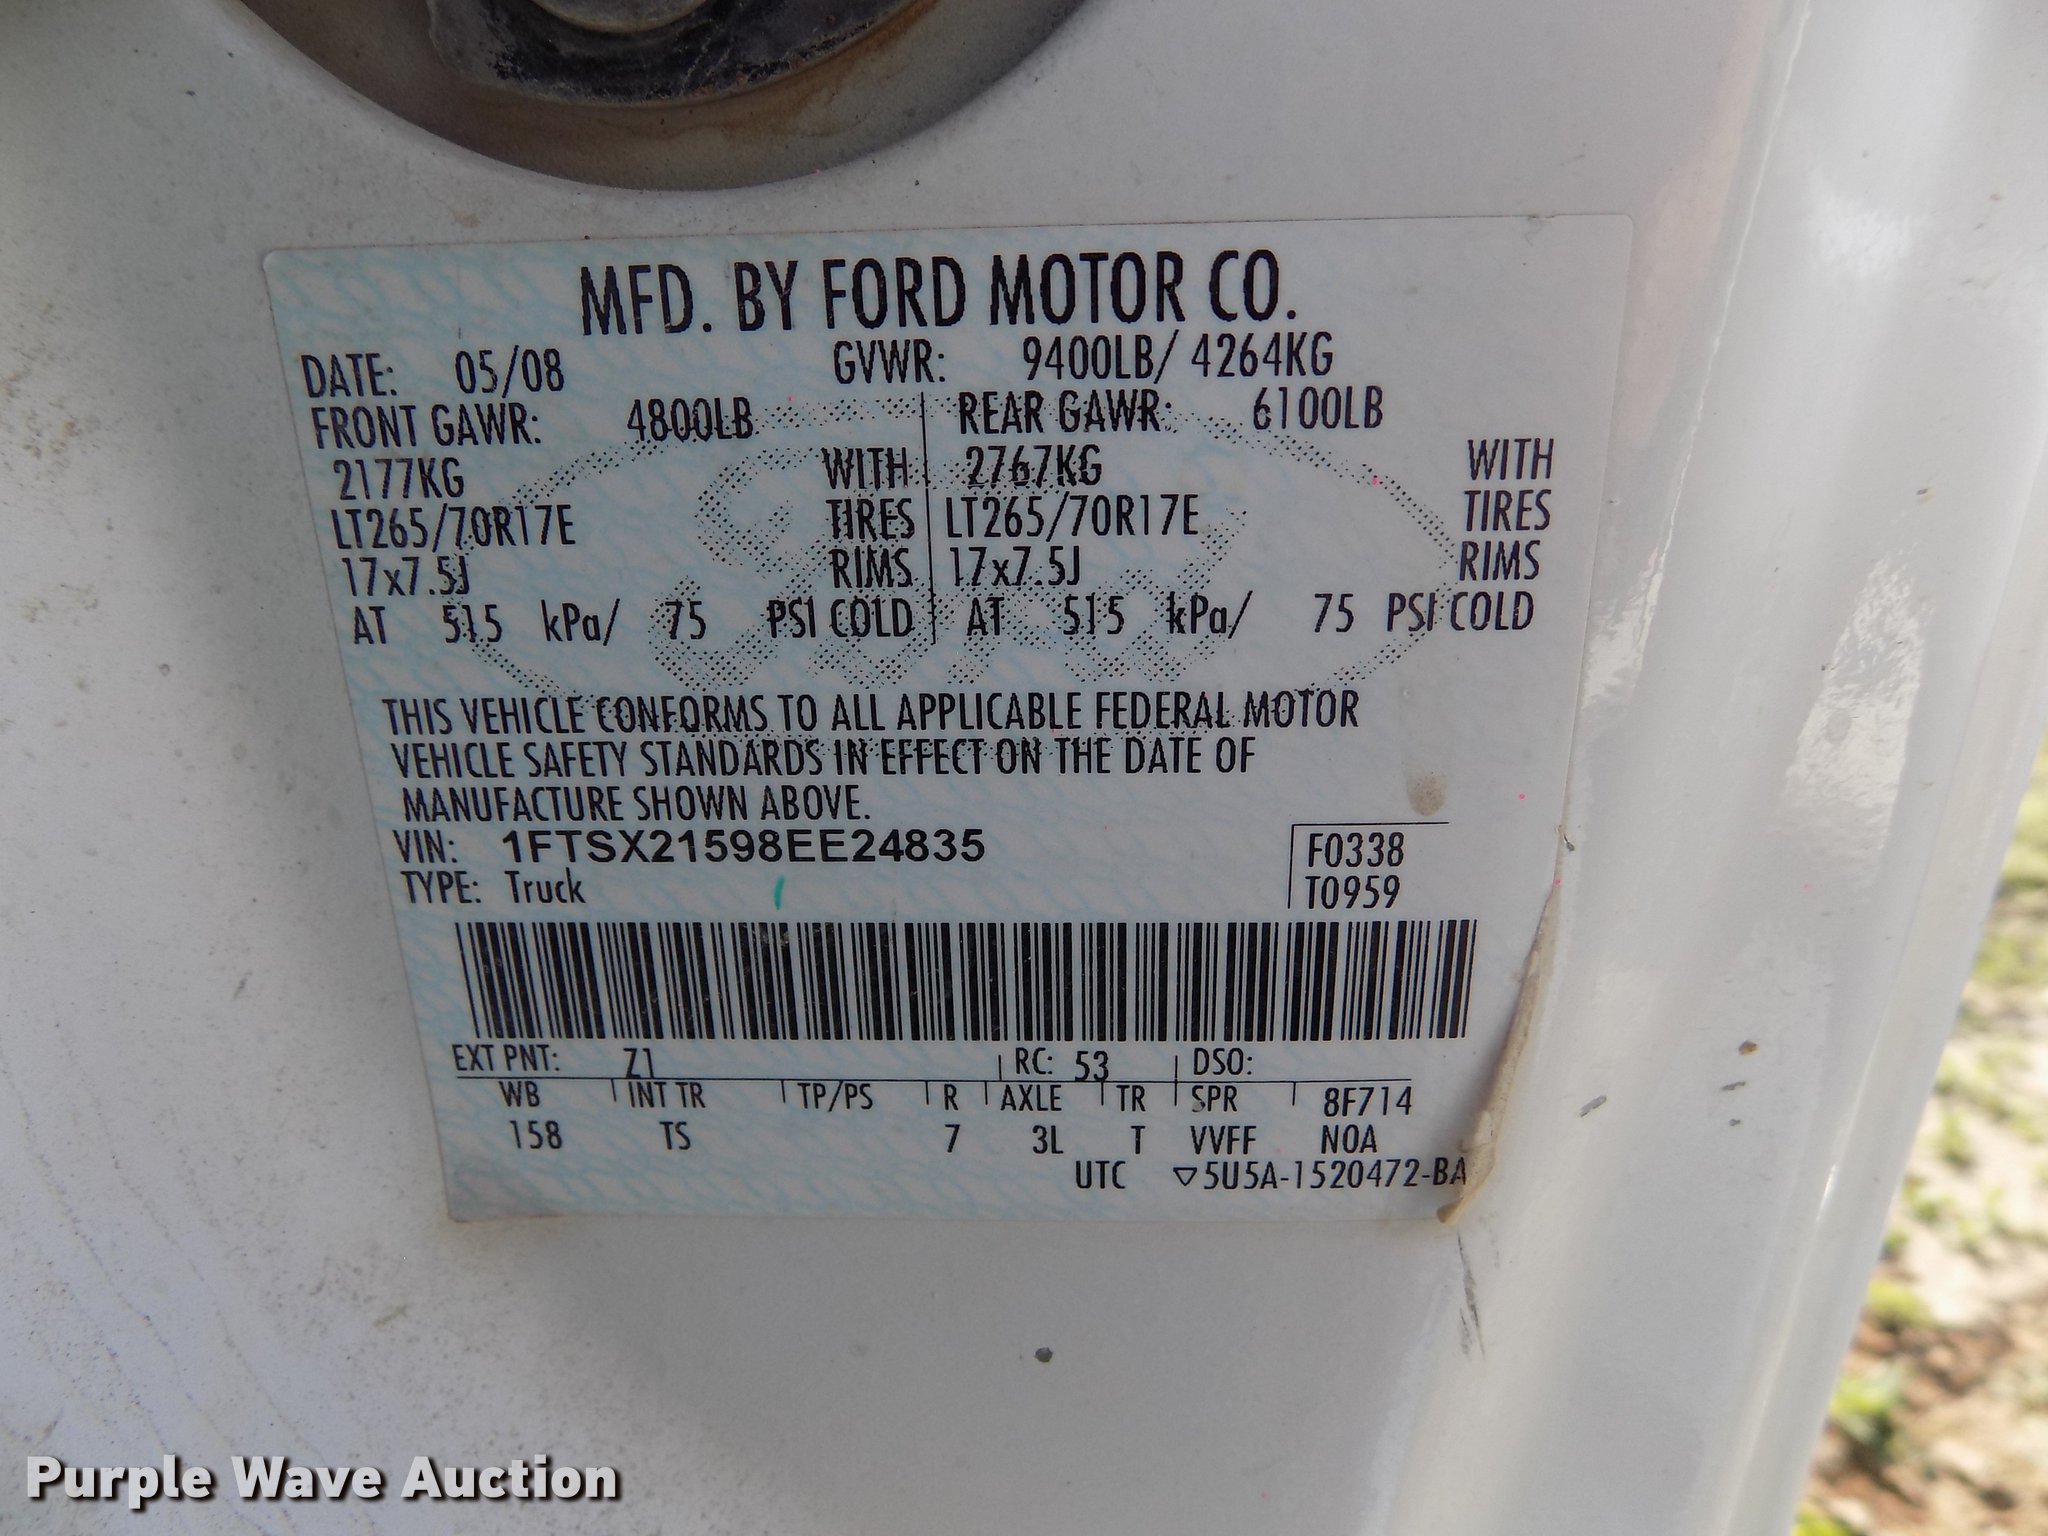 MFD. BY FORD MOTOR CO.
DATE: 05/08 GVWR: 9400LB/ 4264KG
FRONT GAWR: 4800LB REAR GAWR: 6100LB
2177KG WITH 2767KG WITH
LT265/70R17E TIRES LT265/70R17E TIRES
17x7.5J RIMS 17x7.5J RIMS
AT 515 kPa/ 75 PSI COLD AT 515 kPa/ 75 PSI COLD
THIS VEHICLE CONFORMS TO ALL APPLICABLE FEDERAL MOTOR
VEHICLE SAFETY STANDARDS IN EFFECT ON THE DATE OF
MANUFACTURE SHOWN ABOVE.
VIN: 1FTSX21598EE24835 F0338
TYPE: Truck T0959
EXT PNT: Z1 RC: 53 DSO:
WB INT TR TP/PS R AXLE TR SPR 8F714
158 TS 7 3L T VVFF NOA
UTC ▽5U5A-1520472-BA
Purple Wave Auction